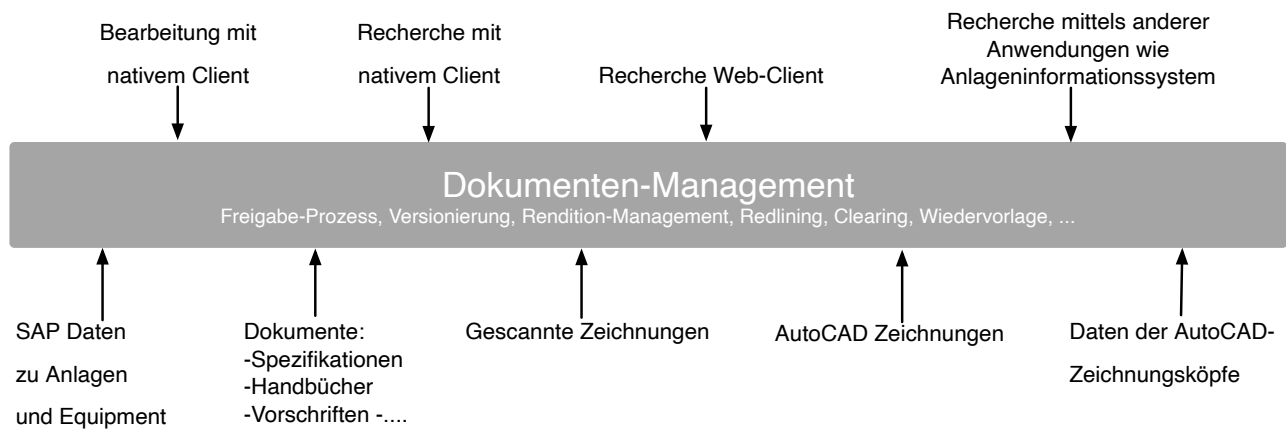 Bearbeitung mit
nativem Client
Recherche mit
nativem Client
Recherche Web-Client
Recherche mittels anderer
Anwendungen wie
Anlageninformationssystem
Dokumenten-Management
Freigabe-Prozess, Versionierung, Rendition-Management, Redlining, Clearing, Wiedervorlage, ...
SAP Daten
zu Anlagen
und Equipment
Dokumente:
-Spezifikationen
-Handbücher
-Vorschriften -....
Gescannte Zeichnungen
AutoCAD Zeichnungen
Daten der AutoCAD-
Zeichnungsköpfe